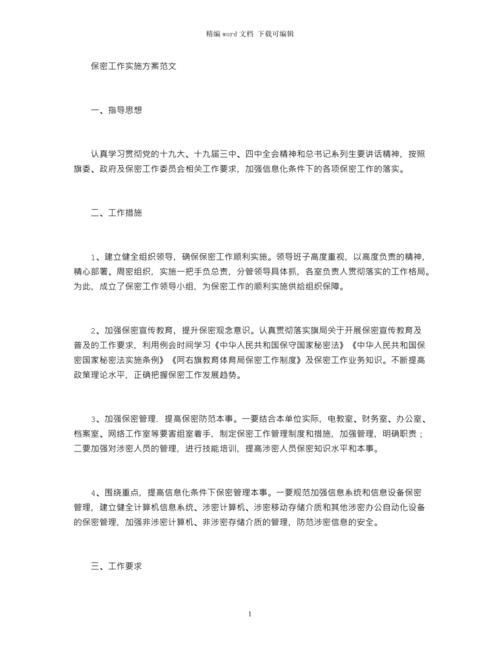 精编word文档 下载可编辑
保密工作实施方案范文
一、指导思想
认真学习贯彻党的十九大、十九届三中、四中全会精神和总书记系列生要讲话精神，按照
旗委、政府及保密工作委员会相关工作要求，加强信息化条件下的各项保密工作的落实。
二、工作措施
1、建立健全组织领导，确保保密工作顺利实施。领导班子高度重视，以高度负责的精神，
精心部署、周密组织，实施一把手负总责，分管领导具体抓，各室负责人贯彻落实的工作格局。
为此，成立了保密工作领导小组，为保密工作的顺利实施供给组织保障。
2、加强保密宣传教育，提升保密观念意识。认真贯彻落实旗局关于开展保密宣传教育及
普及的工作要求，利用例会时间学习《中华人民共和国保守国家秘密法》《中华人民共和国保
密国家秘密法实施条例》《阿右旗教育体育局保密工作制度》及保密工作业务知识。不断提高
政策理论水平，正确把握保密工作发展趋势。
3、加强保密管理．提高保密防范本事。一要结合本单位实际，电教室、财务室、办公室、
档案室、网络工作室等要害组室着手，制定保密工作管理制度和措施，加强管理，明确职责；
二要加强对涉密人员的管理，进行技能培训，提高涉密人员保密知识水平和本事。
4、围绕重点，提高信息化条件下保密管理本事。一要规范加强信息系统和信息设备保密
管理，建立健全计算机信息系统、涉密计算机、涉密移动存储介质和其他涉密办公自动化设备
的保密管理，加强非涉密计算机、非涉密存储介质的管理，防范涉密信息的安全。
三、工作要求
1